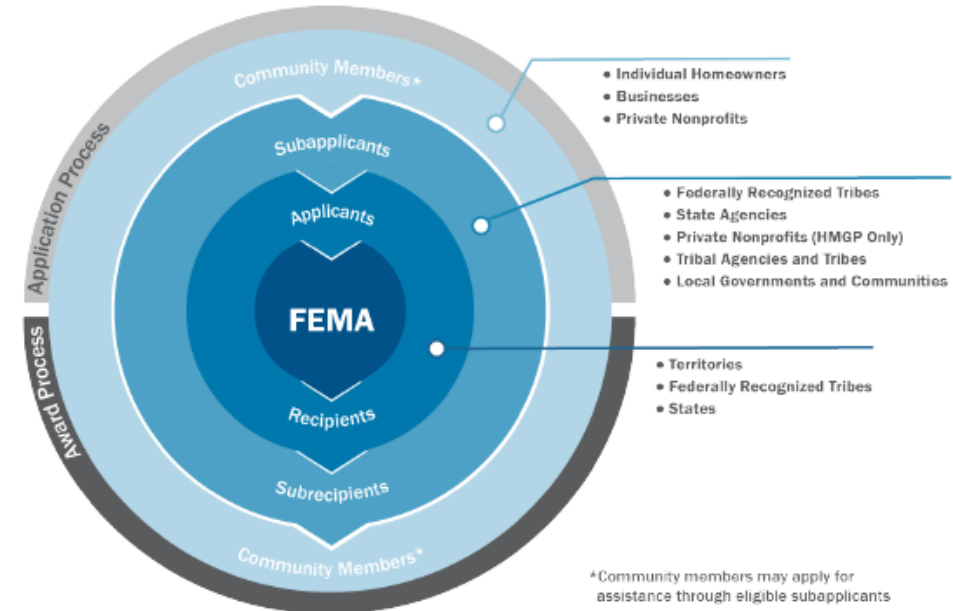 Community Members*
Subapplicants
Applicants
FEMA
Recipients
Subrecipients
Community Members*
Application Process
Award Process
• Individual Homeowners
• Businesses
• Private Nonprofits
• Federally Recognized Tribes
• State Agencies
• Private Nonprofits (HMGP Only)
• Tribal Agencies and Tribes
• Local Governments and Communities
• Territories
• Federally Recognized Tribes
• States
*Community members may apply for
assistance through eligible subapplicants